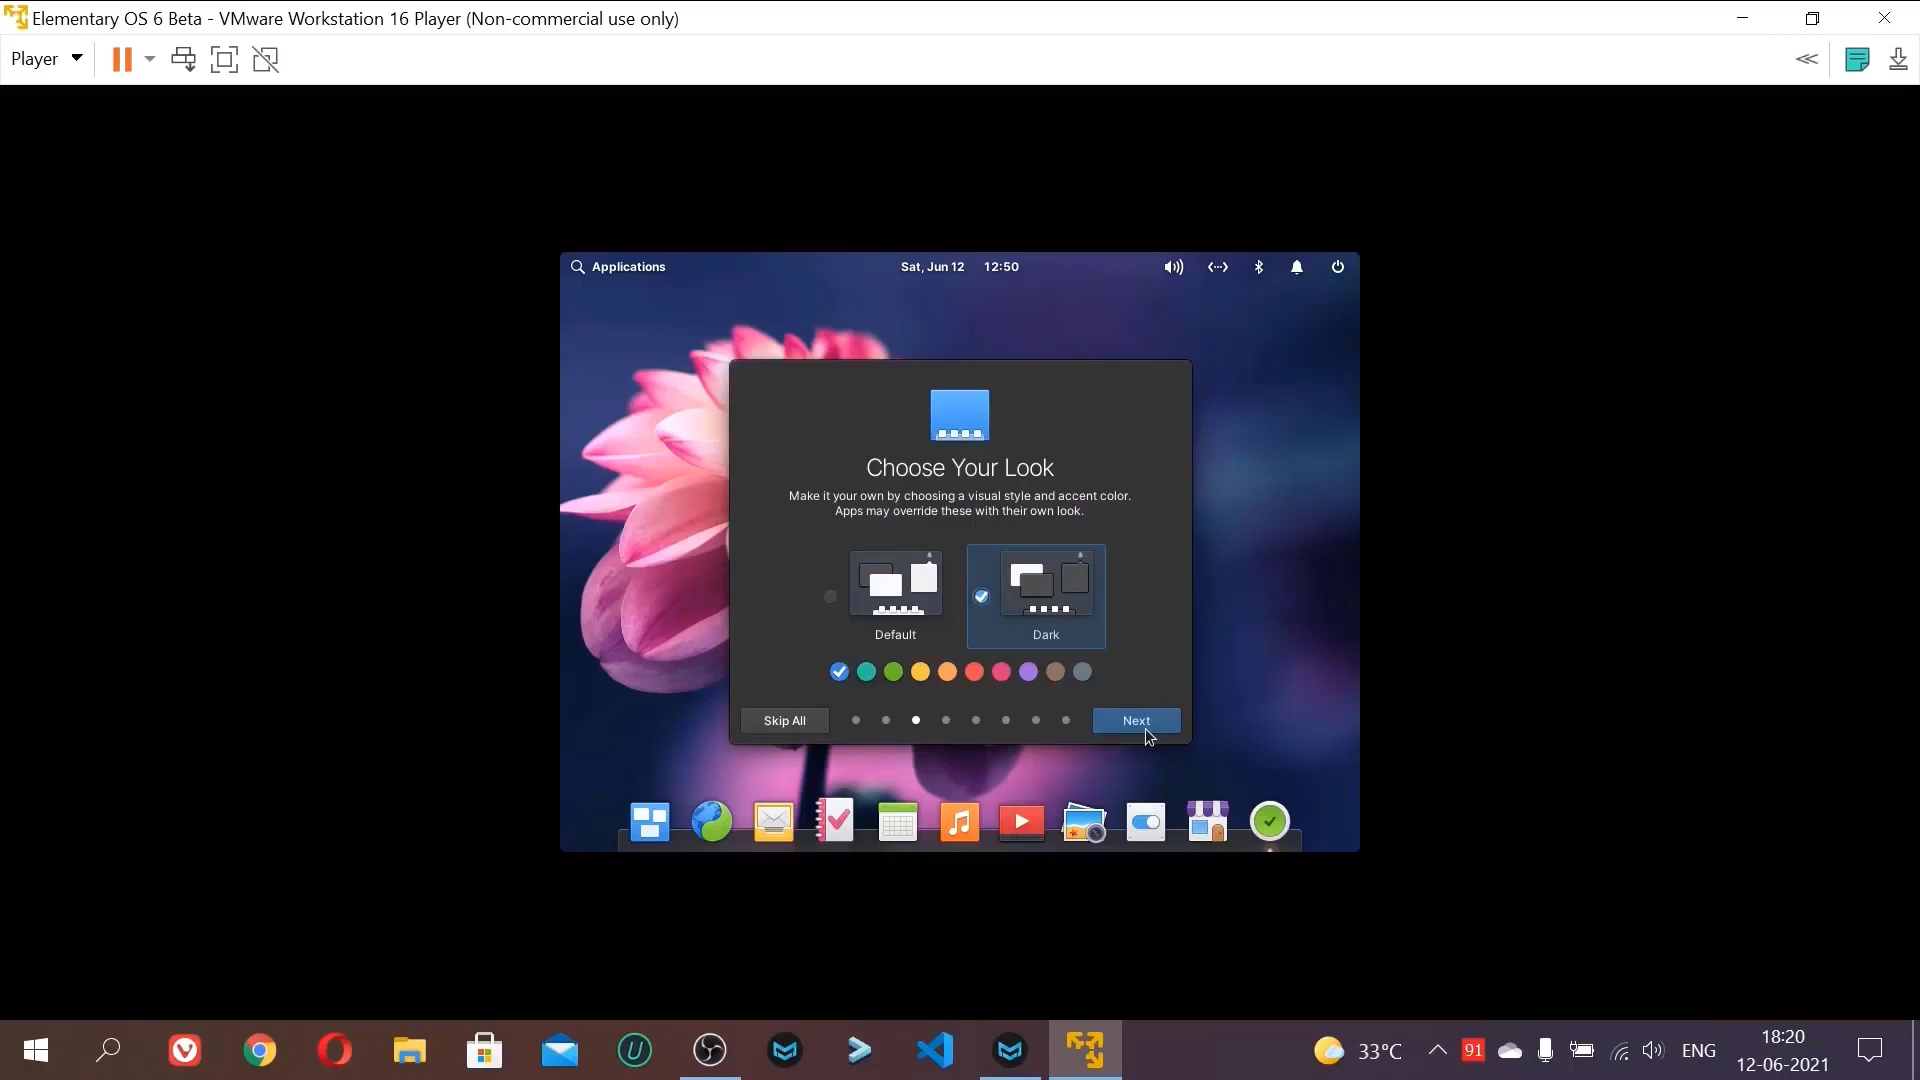 Elementary OS 6 Beta - VMware Workstation 16 Player (Non-commercial use only)
Player
Applications
Sat, Jun 12 12:50
Choose Your Look
Make it your own by choosing a visual style and accent color.
Apps may override these with their own look.
Default
Dark
Skip All
Next
33°C
91
ENG
18:20
12-06-2021